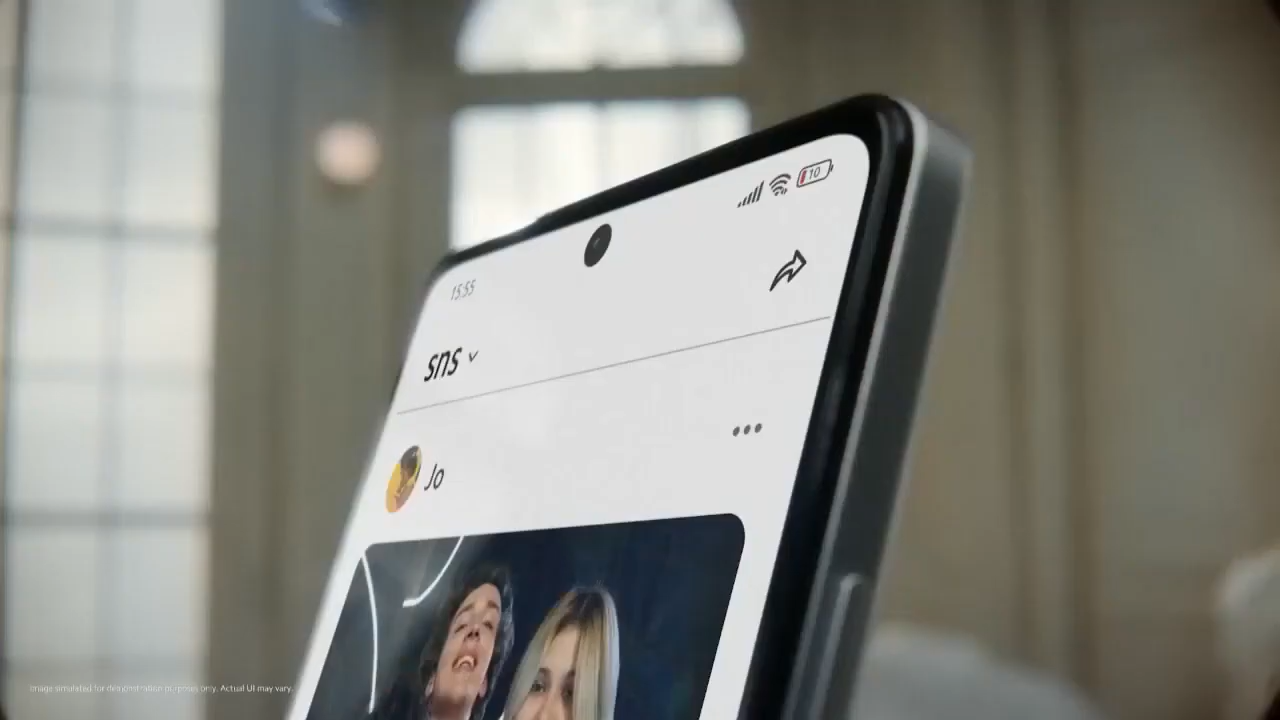 10
15:55
sns
Jo
Image simulated for demonstration purposes only. Actual UI may vary.